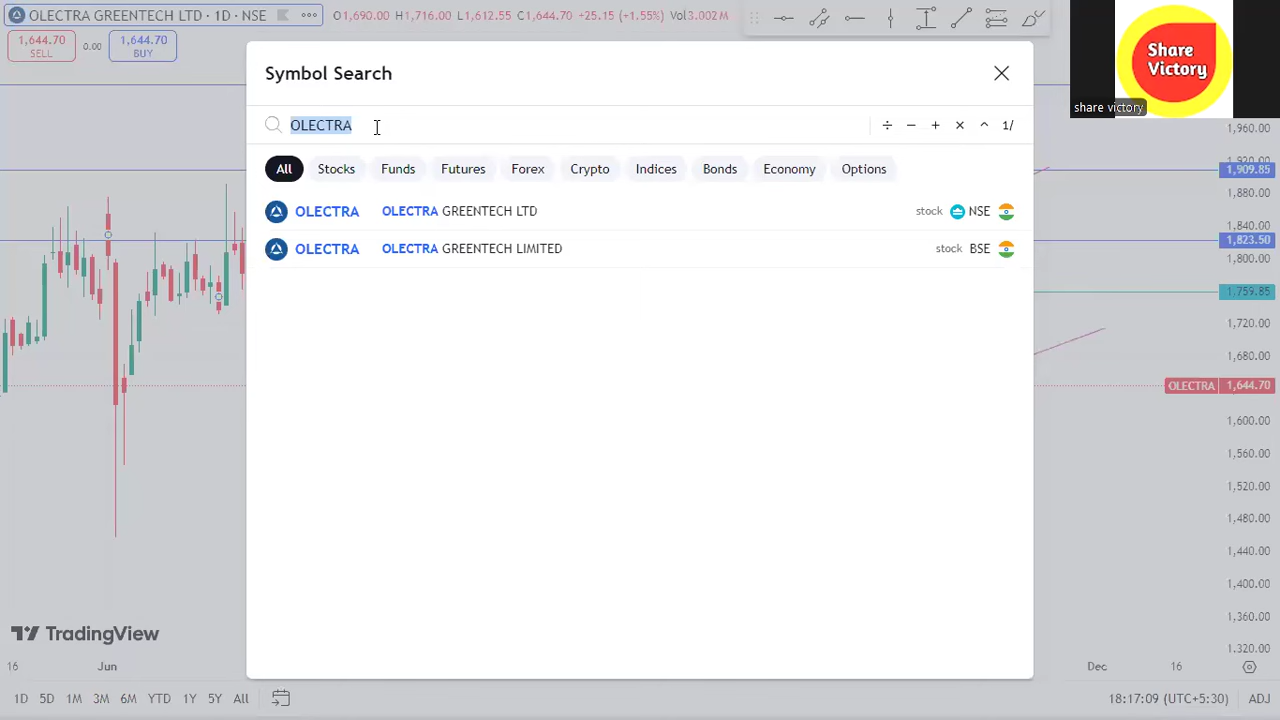 OLECTRA GREENTECH LTD · 1D · NSE O1,690.00 H1,716.00 L1,612.55 C1,644.70 +25.15 (+1.55%) Vol3.002M
1,644.70 SELL 0.00 1,644.70 BUY
Share
Victory
share victory
Symbol Search
OLECTRA ÷ − + × ^ 1/
All Stocks Funds Futures Forex Crypto Indices Bonds Economy Options
OLECTRA OLECTRA GREENTECH LTD stock NSE
OLECTRA OLECTRA GREENTECH LIMITED stock BSE
1,960.00
1,920.00
1,909.85
1,880.00
1,840.00
1,823.50
1,800.00
1,759.85
1,720.00
1,680.00
OLECTRA 1,644.70
1,600.00
1,560.00
1,520.00
1,480.00
1,440.00
1,400.00
1,360.00
1,320.00
TradingView
16 Jun Dec 16
1D 5D 1M 3M 6M YTD 1Y 5Y All 18:17:09 (UTC+5:30) ADJ